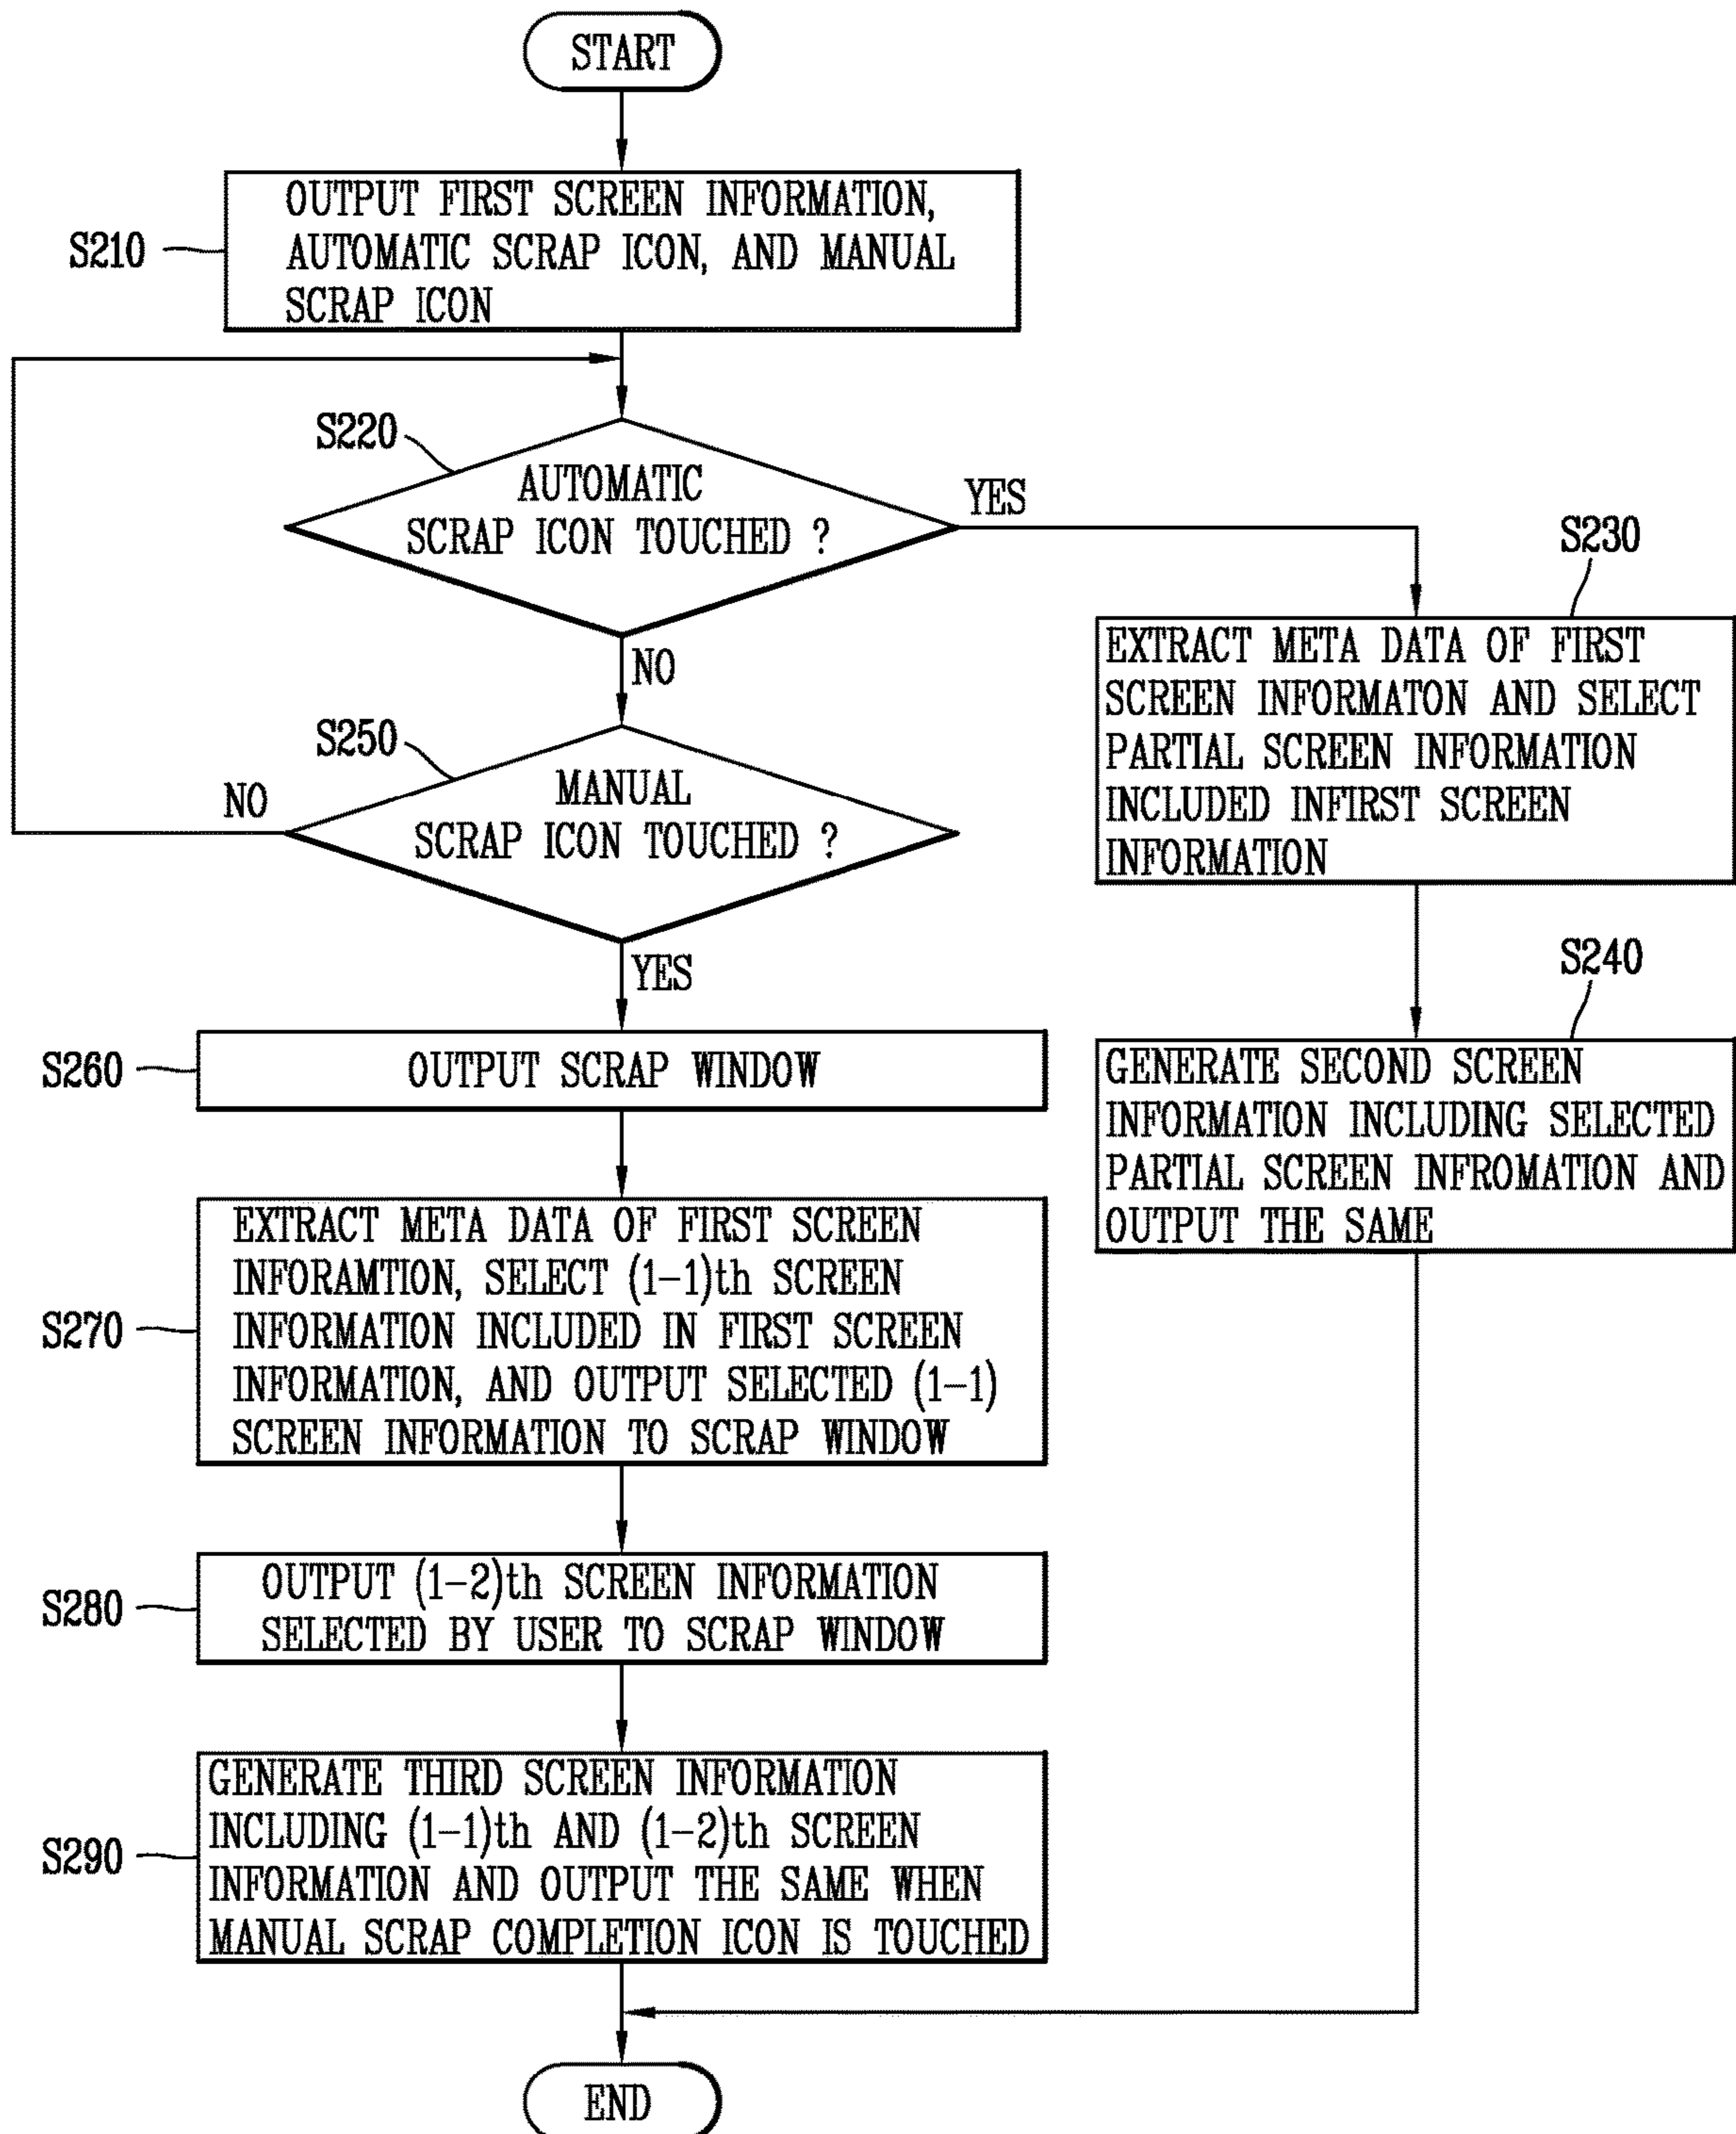 START
S210
OUTPUT FIRST SCREEN INFORMATION,
AUTOMATIC SCRAP ICON, AND MANUAL
SCRAP ICON
S220
AUTOMATIC
SCRAP ICON TOUCHED ?
YES
NO
S230
EXTRACT META DATA OF FIRST
SCREEN INFORMATON AND SELECT
PARTIAL SCREEN INFORMATION
INCLUDED INFIRST SCREEN
INFORMATION
S240
GENERATE SECOND SCREEN
INFORMATION INCLUDING SELECTED
PARTIAL SCREEN INFROMATION AND
OUTPUT THE SAME
S250
MANUAL
SCRAP ICON TOUCHED ?
NO
YES
S260
OUTPUT SCRAP WINDOW
S270
EXTRACT META DATA OF FIRST SCREEN
INFORAMTION, SELECT (1-1)th SCREEN
INFORMATION INCLUDED IN FIRST SCREEN
INFORMATION, AND OUTPUT SELECTED (1-1)
SCREEN INFORMATION TO SCRAP WINDOW
S280
OUTPUT (1-2)th SCREEN INFORMATION
SELECTED BY USER TO SCRAP WINDOW
S290
GENERATE THIRD SCREEN INFORMATION
INCLUDING (1-1)th AND (1-2)th SCREEN
INFORMATION AND OUTPUT THE SAME WHEN
MANUAL SCRAP COMPLETION ICON IS TOUCHED
END